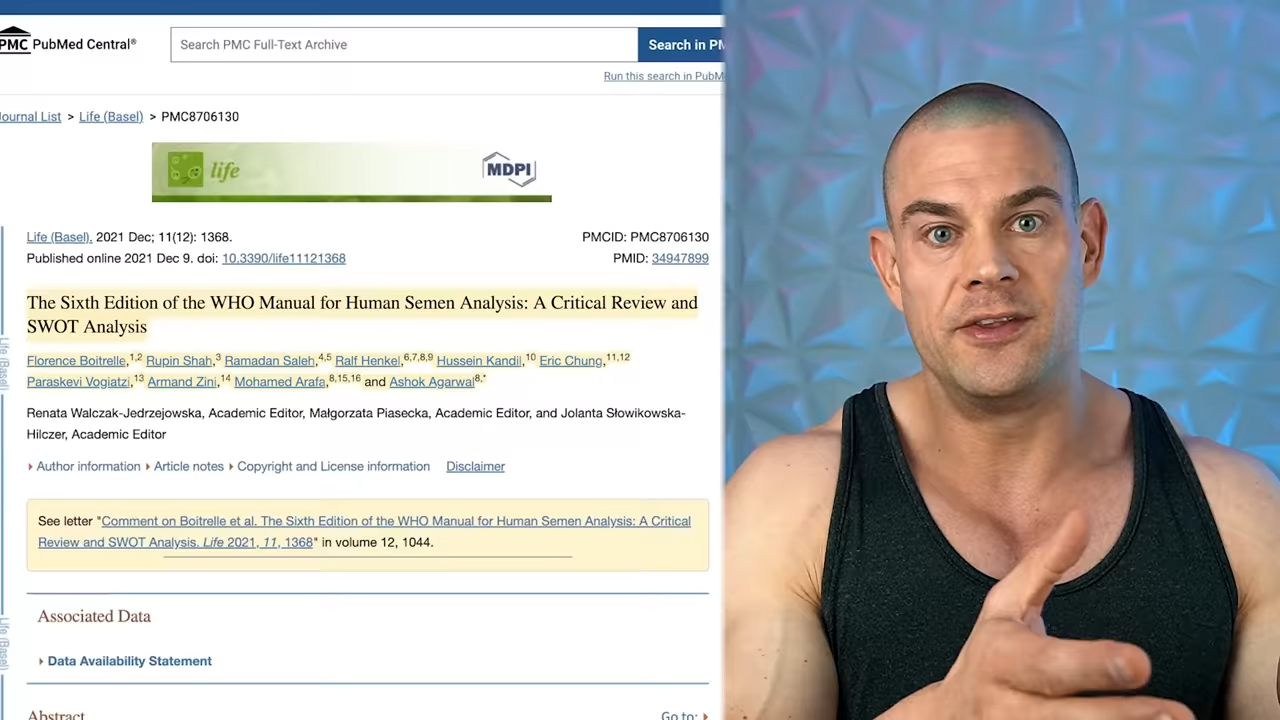 PMC PubMed Central®
Search PMC Full-Text Archive
Search in PM
Run this search in PubMe
Journal List > Life (Basel) > PMC8706130
life
MDPI
Life (Basel). 2021 Dec; 11(12): 1368.
PMCID: PMC8706130
Published online 2021 Dec 9. doi: 10.3390/life11121368
PMID: 34947899
The Sixth Edition of the WHO Manual for Human Semen Analysis: A Critical Review and
SWOT Analysis
Florence Boitrelle,1,2 Rupin Shah,3 Ramadan Saleh,4,5 Ralf Henkel,6,7,8,9 Hussein Kandil,10 Eric Chung,11,12
Paraskevi Vogiatzi,13 Armand Zini,14 Mohamed Arafa,8,15,16 and Ashok Agarwal8,*
Renata Walczak-Jedrzejowska, Academic Editor, Małgorzata Piasecka, Academic Editor, and Jolanta Słowikowska-
Hilczer, Academic Editor
Author information Article notes Copyright and License information Disclaimer
See letter "Comment on Boitrelle et al. The Sixth Edition of the WHO Manual for Human Semen Analysis: A Critical
Review and SWOT Analysis. Life 2021, 11, 1368" in volume 12, 1044.
Associated Data
Data Availability Statement
Abstract
Go to:
Life (Basel)
Life (Basel)